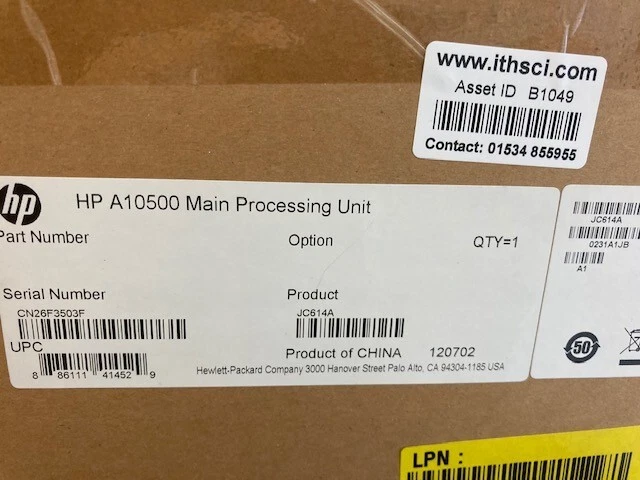 www.ithsci.com
Asset ID B1049
Contact: 01534 855955
hp
HP A10500 Main Processing Unit
Part Number
Option
QTY=1
Serial Number
CN26F3503F
Product
JC614A
UPC
8 86111 41452 9
Product of CHINA 120702
Hewlett-Packard Company 3000 Hanover Street Palo Alto, CA 94304-1185 USA
JC614A
0231A1JB
A1
50
LPN :